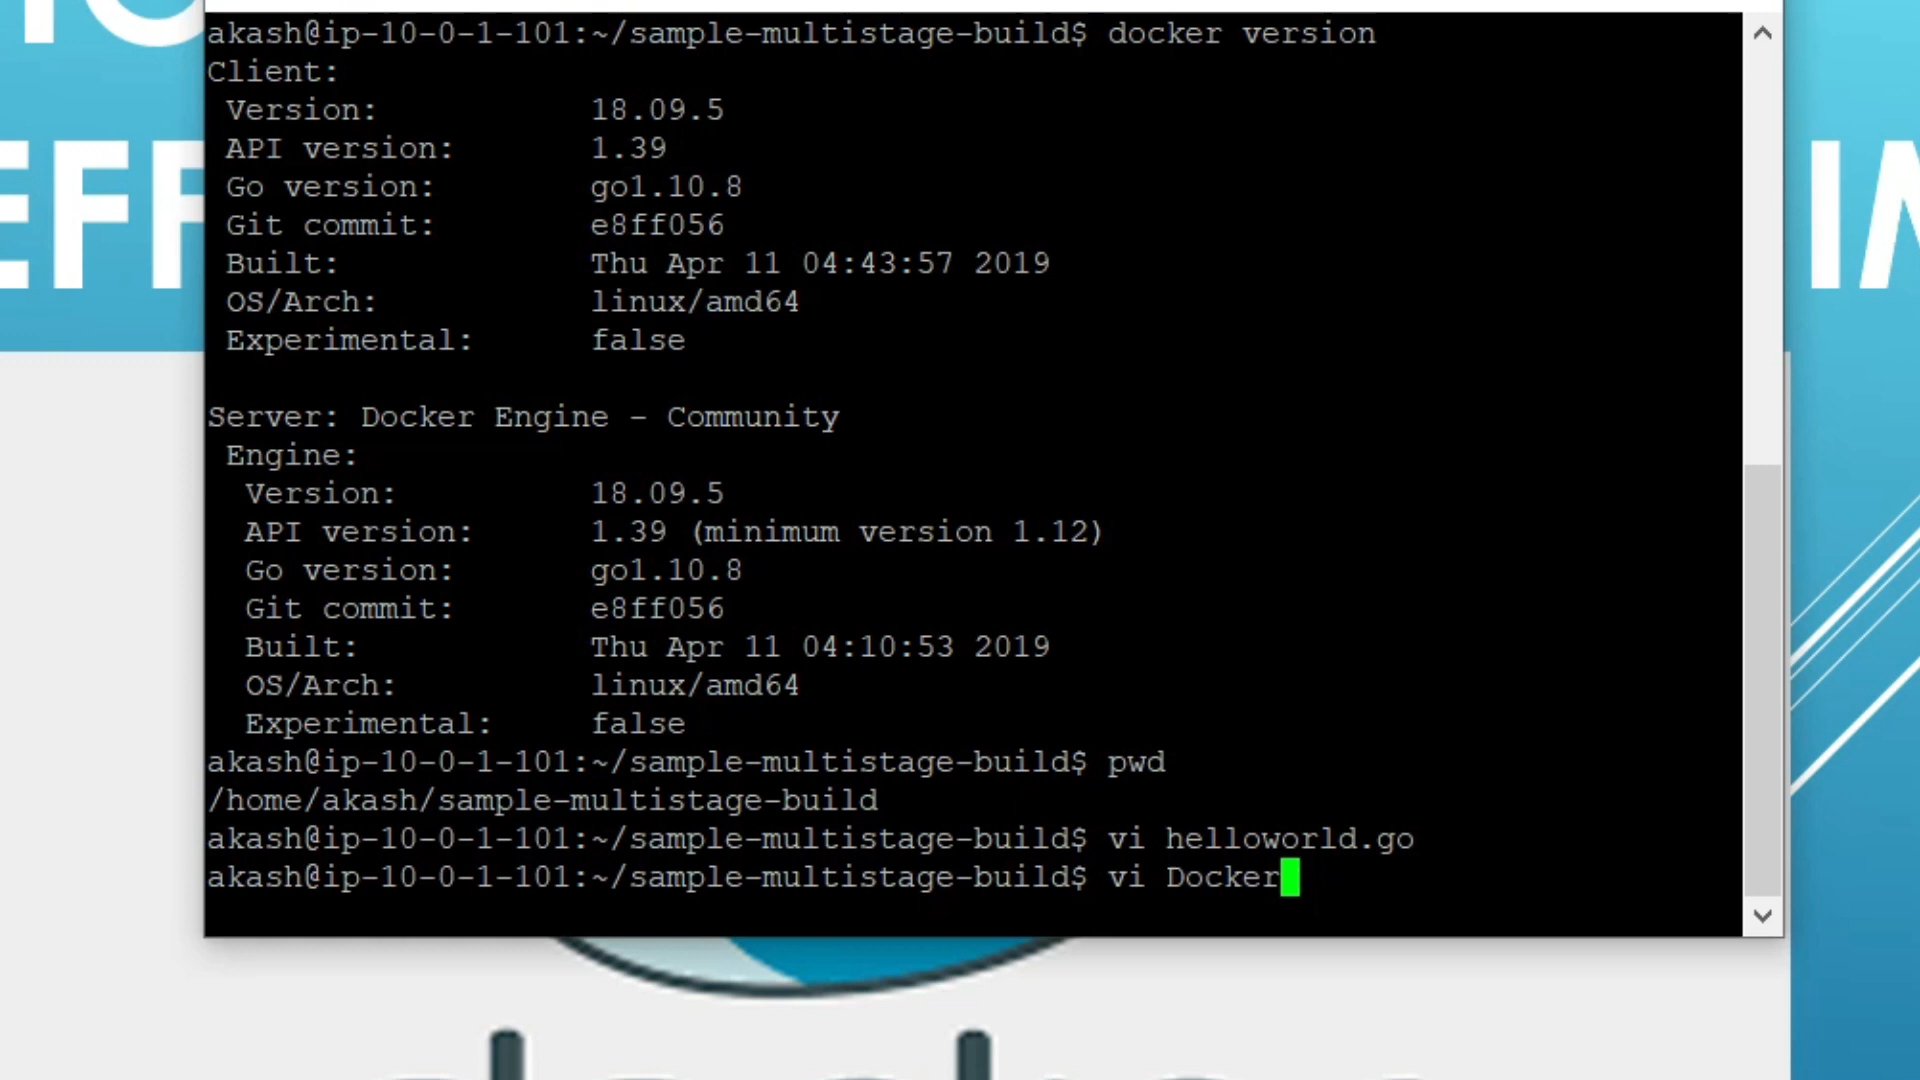 akash@ip-10-0-1-101:~/sample-multistage-build$ docker version
Client:
Version: 18.09.5
API version: 1.39
Go version: go1.10.8
Git commit: e8ff056
Built: Thu Apr 11 04:43:57 2019
OS/Arch: linux/amd64
Experimental: false
Server: Docker Engine - Community
Engine:
Version: 18.09.5
API version: 1.39 (minimum version 1.12)
Go version: go1.10.8
Git commit: e8ff056
Built: Thu Apr 11 04:10:53 2019
OS/Arch: linux/amd64
Experimental: false
akash@ip-10-0-1-101:~/sample-multistage-build$ pwd
/home/akash/sample-multistage-build
akash@ip-10-0-1-101:~/sample-multistage-build$ vi helloworld.go
akash@ip-10-0-1-101:~/sample-multistage-build$ vi Docker